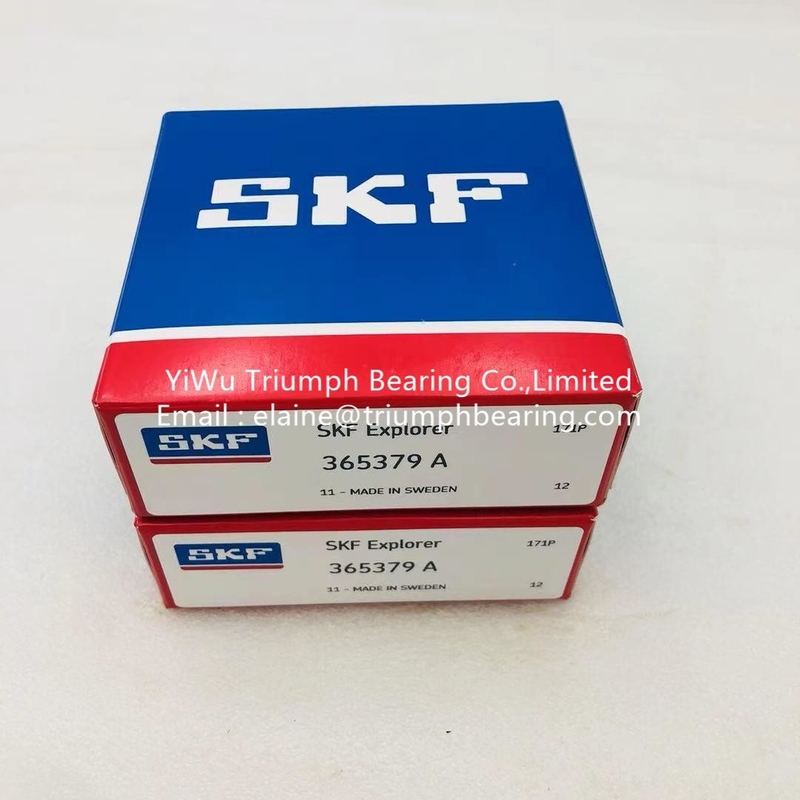 SKF
YiWu Triumph Bearing Co.,Limited
Email : elaine@triumphbearing.com
SKF
SKF Explorer
171P
365379 A
11 - MADE IN SWEDEN
12
SKF
SKF Explorer
171P
365379 A
11 - MADE IN SWEDEN
12